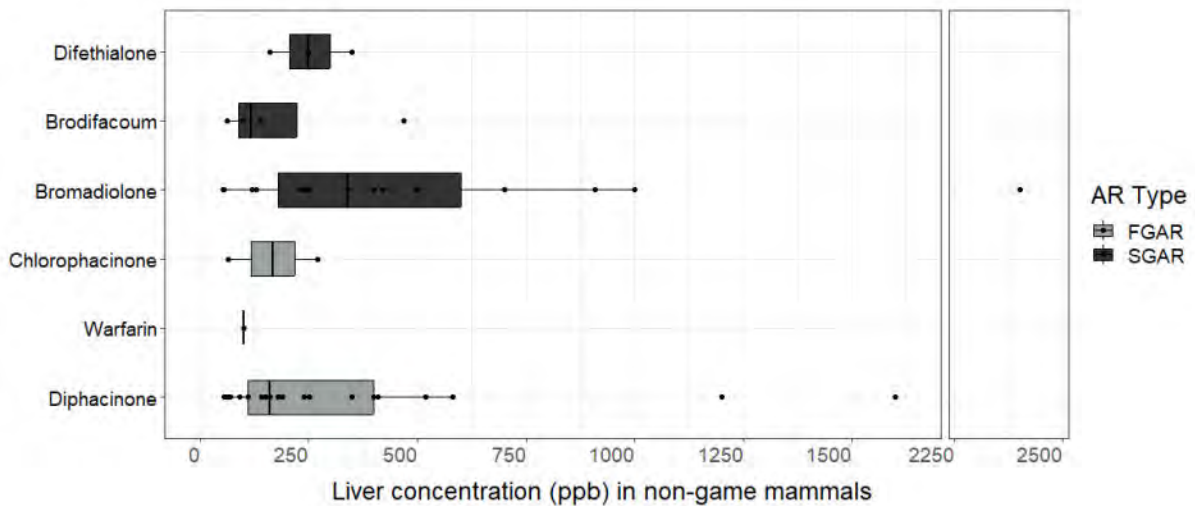 Difethialone
Brodifacoum
Bromadiolone
Chlorophacinone
Warfarin
Diphacinone
AR Type
FGAR
SGAR
0 250 500 750 1000 1250 1500 2250 2500
Liver concentration (ppb) in non-game mammals